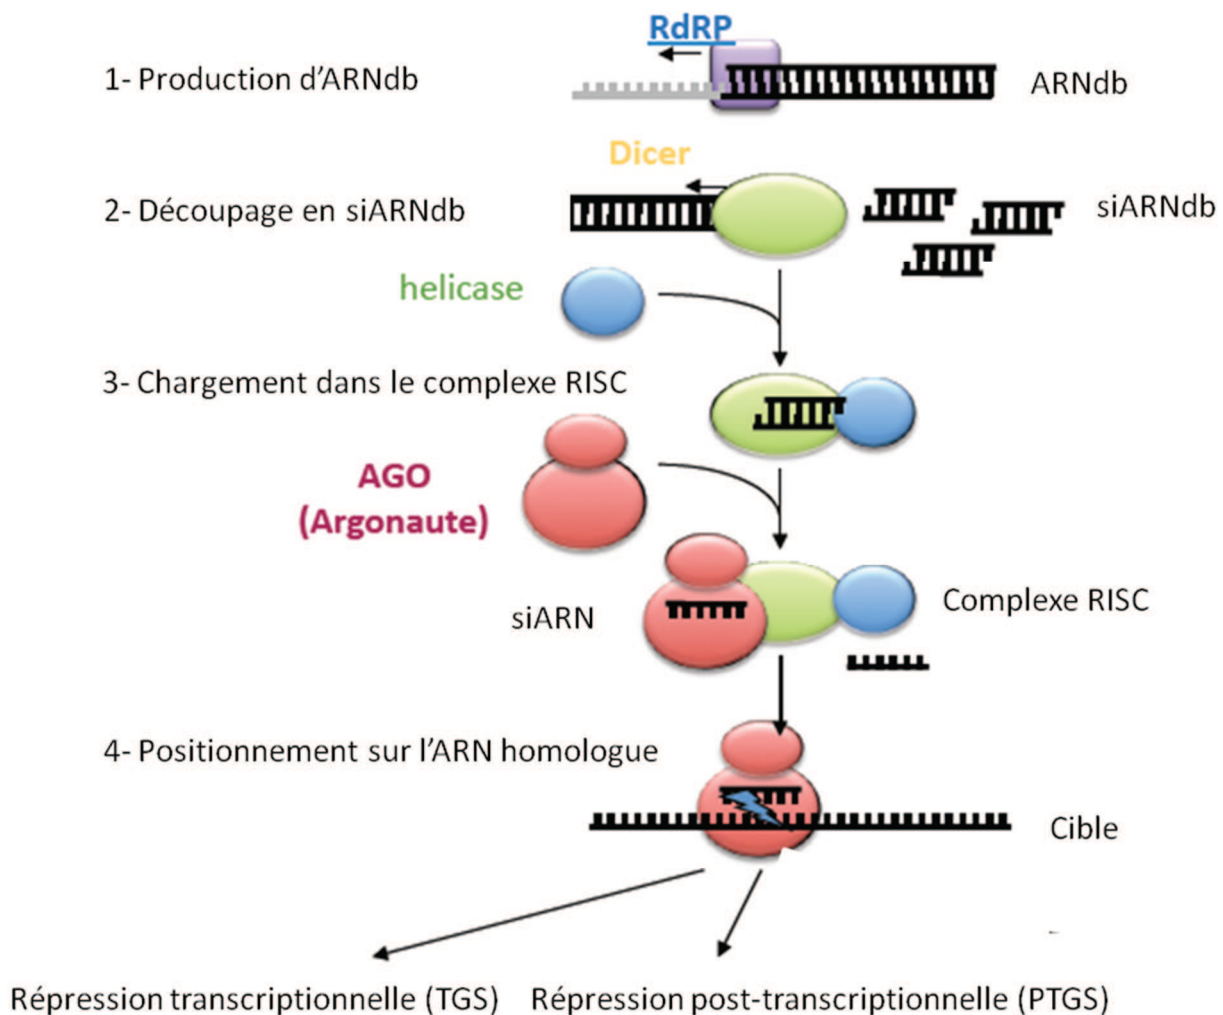 RdRP
1- Production d'ARNdb
ARNdb
Dicer
2- Découpage en siARNdb
siARNdb
helicase
3- Chargement dans le complexe RISC
AGO
(Argonaute)
siARN
Complexe RISC
4- Positionnement sur l'ARN homologue
Cible
Répression transcriptionnelle (TGS)
Répression post-transcriptionnelle (PTGS)